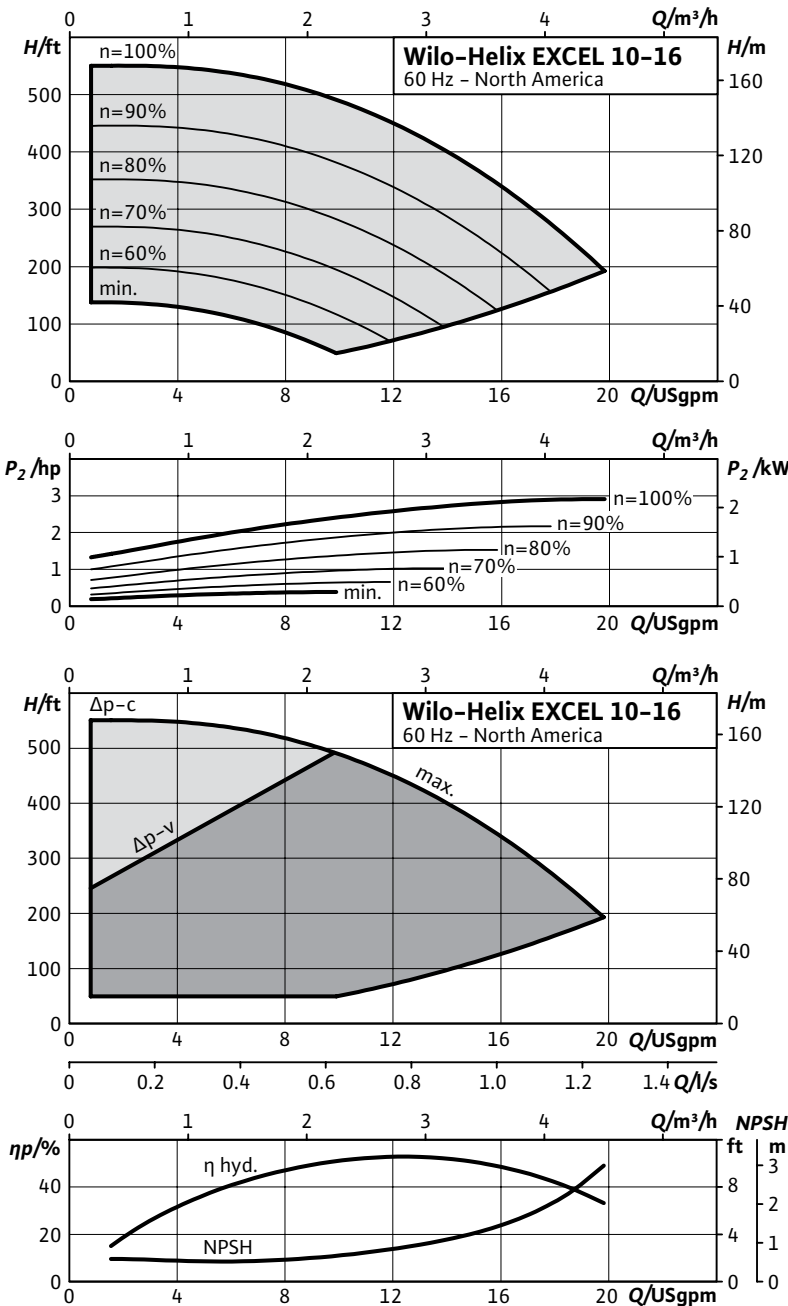 0 1 2 3 4 Q/m³/h
H/ft H/m
Wilo-Helix EXCEL 10-16
60 Hz - North America
n=100%
n=90%
n=80%
n=70%
n=60%
min.
500
400
300
200
100
0
160
120
80
40
0
4 8 12 16 20 Q/USgpm
0 1 2 3 4 Q/m³/h
P2 /hp P2 /kW
3
2
1
0
2
1
0
n=100%
n=90%
n=80%
n=70%
n=60%
min.
0 4 8 12 16 20 Q/USgpm
0 1 2 3 4 Q/m³/h
H/ft H/m
Δp-c
Wilo-Helix EXCEL 10-16
60 Hz - North America
max.
Δp-v
500
400
300
200
100
0
160
120
80
40
0
4 8 12 16 20 Q/USgpm
0 0.2 0.4 0.6 0.8 1.0 1.2 1.4 Q/l/s
0 1 2 3 4 Q/m³/h NPSH
ηp/% ft m
η hyd.
NPSH
40
20
0
8
4
0
3
2
1
0
0 4 8 12 16 20 Q/USgpm